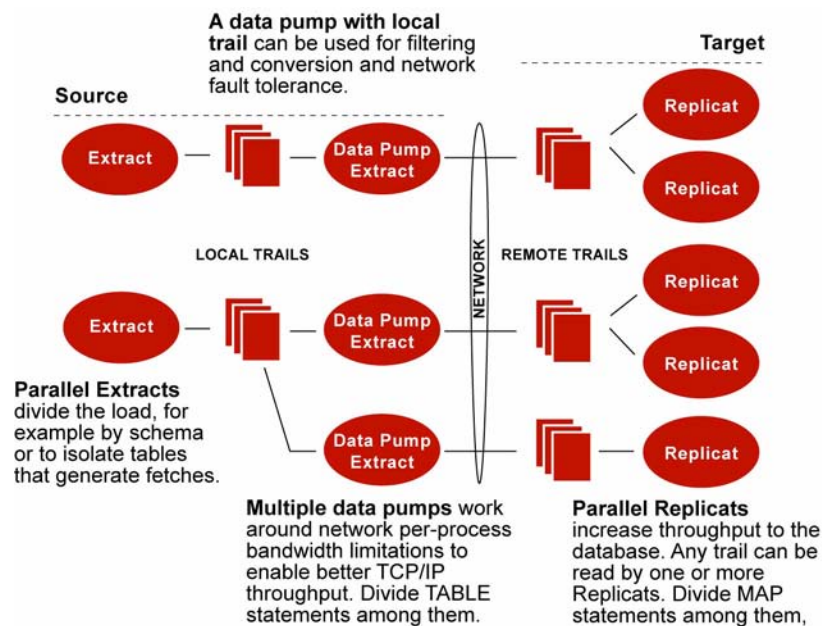 A data pump with local
trail can be used for filtering
and conversion and network
fault tolerance.
Target
Source
Replicat
Extract
Data Pump
Extract
Replicat
LOCAL TRAILS
NETWORK
REMOTE TRAILS
Replicat
Extract
Data Pump
Extract
Replicat
Parallel Extracts
divide the load, for
example by schema
or to isolate tables
that generate fetches.
Data Pump
Extract
Replicat
Multiple data pumps work
around network per-process
bandwidth limitations to
enable better TCP/IP
throughput. Divide TABLE
statements among them.
Parallel Replicats
increase throughput to the
database. Any trail can be
read by one or more
Replicats. Divide MAP
statements among them,